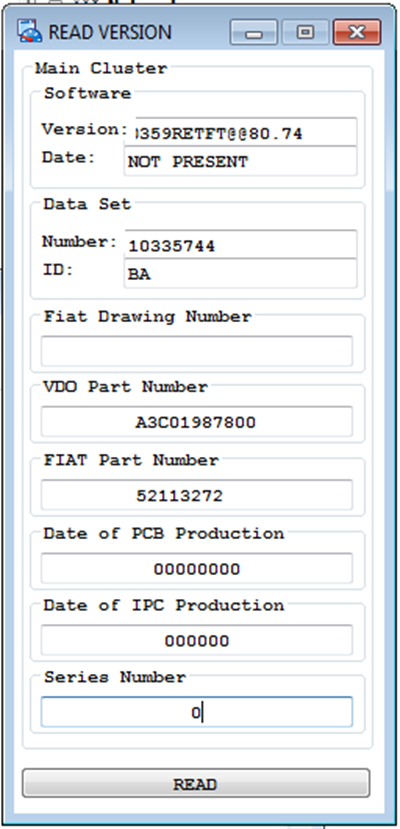 READ VERSION
Main Cluster
Software
Version: 0359RETFT@@80.74
Date: NOT PRESENT
Data Set
Number: 10335744
ID: BA
Fiat Drawing Number
VDO Part Number
A3C01987800
FIAT Part Number
52113272
Date of PCB Production
00000000
Date of IPC Production
000000
Series Number
0
READ